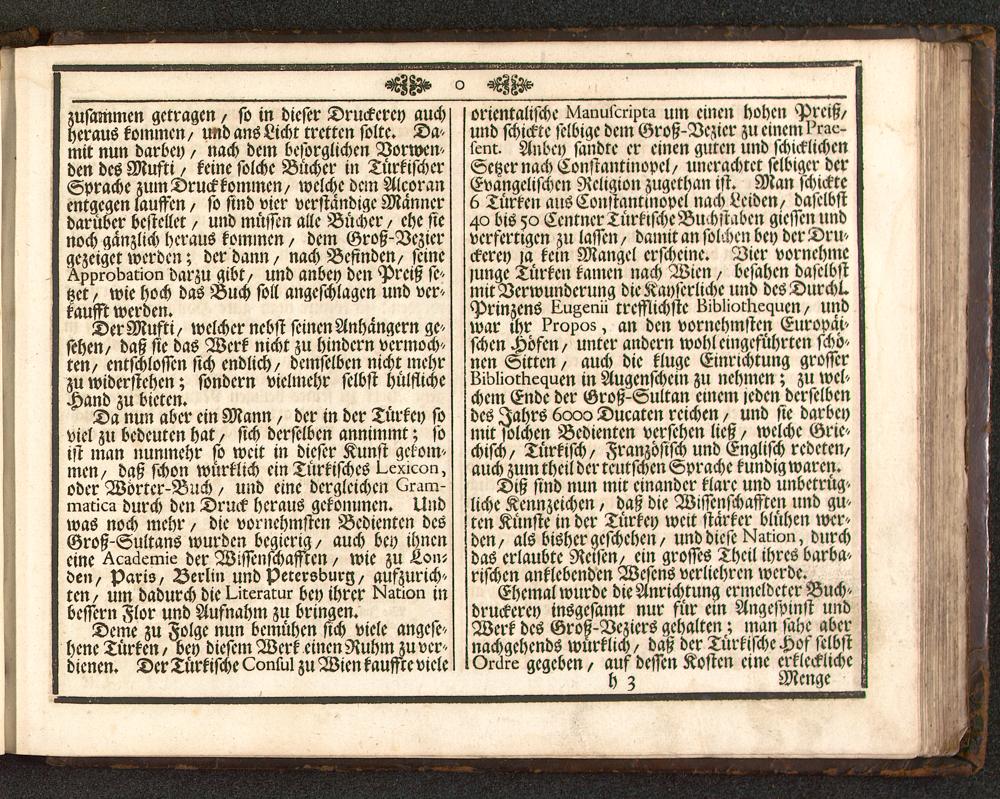 o
zusammen getragen / so in dieser Druckerey auch
heraus kommen / und ans Licht tretten solte. Da-
mit nun darbey / nach dem besorglichen Vorwen-
den des Mufti / keine solche Bücher in Türkischer
Sprache zum Druck kommen / welche dem Alcoran
entgegen lauffen / so sind vier verständige Männer
darüber bestellet / und müssen alle Bücher / ehe sie
noch gänzlich heraus kommen / dem Groß-Vezier
gezeiget werden; der dann / nach Befinden / seine
Approbation darzu gibt / und anbey den Preiß se-
tzet / wie hoch das Buch soll angeschlagen und ver-
kaufft werden.
Der Mufti, welcher nebst seinen Anhängern ge-
sehen / daß sie das Werk nicht zu hindern vermoch-
ten / entschlossen sich endlich / demselben nicht mehr
zu widerstehen; sondern vielmehr selbst hülfliche
Hand zu bieten.
Da nun aber ein Mann / der in der Türkey so
viel zu bedeuten hat / sich derselben annimmt; so
ist man nunmehr so weit in dieser Kunst gekom-
men / daß schon würklich ein Türkisches Lexicon,
oder Wörter-Buch / und eine dergleichen Gram-
matica durch den Druck heraus gekommen. Und
was noch mehr / die vornehmsten Bedienten des
Groß-Sultans wurden begierig / auch bey ihnen
eine Academie der Wissenschafften / wie zu Lon-
den / Paris / Berlin und Petersburg / aufzurich-
ten / um dadurch die Literatur bey ihrer Nation in
bessern Flor und Aufnahm zu bringen.
Deme zu Folge nun bemühen sich viele angese-
hene Türken / bey diesem Werk einen Ruhm zu ver-
dienen. Der Türkische Consul zu Wien kauffte viele
orientalische Manuscripta um einen hohen Preiß /
und schickte selbige dem Groß-Vezier zu einem Prae-
sent. Anbey sandte er einen guten und schicklichen
Setzer nach Constantinopel / unerachtet selbiger der
Evangelischen Religion zugethan ist. Man schickte
6 Türken aus Constantinopel nach Leiden / daselbst
40 bis 50 Centner Türkische Buchstaben giessen und
verfertigen zu lassen / damit an solchen bey der Dru-
ckerey ja kein Mangel erscheine. Vier vornehme
junge Türken kamen nach Wien / besahen daselbst
mit Verwunderung die Kayserliche und des Durchl.
Prinzens Eugenii trefflichste Bibliothequen / und
war ihr Propos, an den vornehmsten Europäi-
schen Höfen / unter andern wohl eingeführten schö-
nen Sitten / auch die kluge Einrichtung grosser
Bibliothequen in Augenschein zu nehmen; zu wel-
chem Ende der Groß-Sultan einem jeden derselben
des Jahrs 6000 Ducaten reichen / und sie darbey
mit solchen Bedienten versehen ließ / welche Grie-
chisch / Türkisch / Französisch und Englisch redeten /
auch zum theil der teutschen Sprache kundig waren.
Diß sind nun mit einander klare und unbetrüg-
liche Kennzeichen / daß die Wissenschafften und gu-
ten Künste in der Türkey weit stärker blühen wer-
den / als bisher geschehen / und diese Nation, durch
das erlaubte Reisen / ein grosses Theil ihres barba-
rischen anklebenden Wesens verliehren werde.
Ehemal wurde die Anrichtung ermeldeter Buch-
druckerey insgesamt nur für ein Angespinst und
Werk des Groß-Veziers gehalten; man sahe aber
nachgehends würklich / daß der Türkische Hof selbst
Ordre gegeben / auf dessen Kosten eine erkleckliche
h 3
Menge